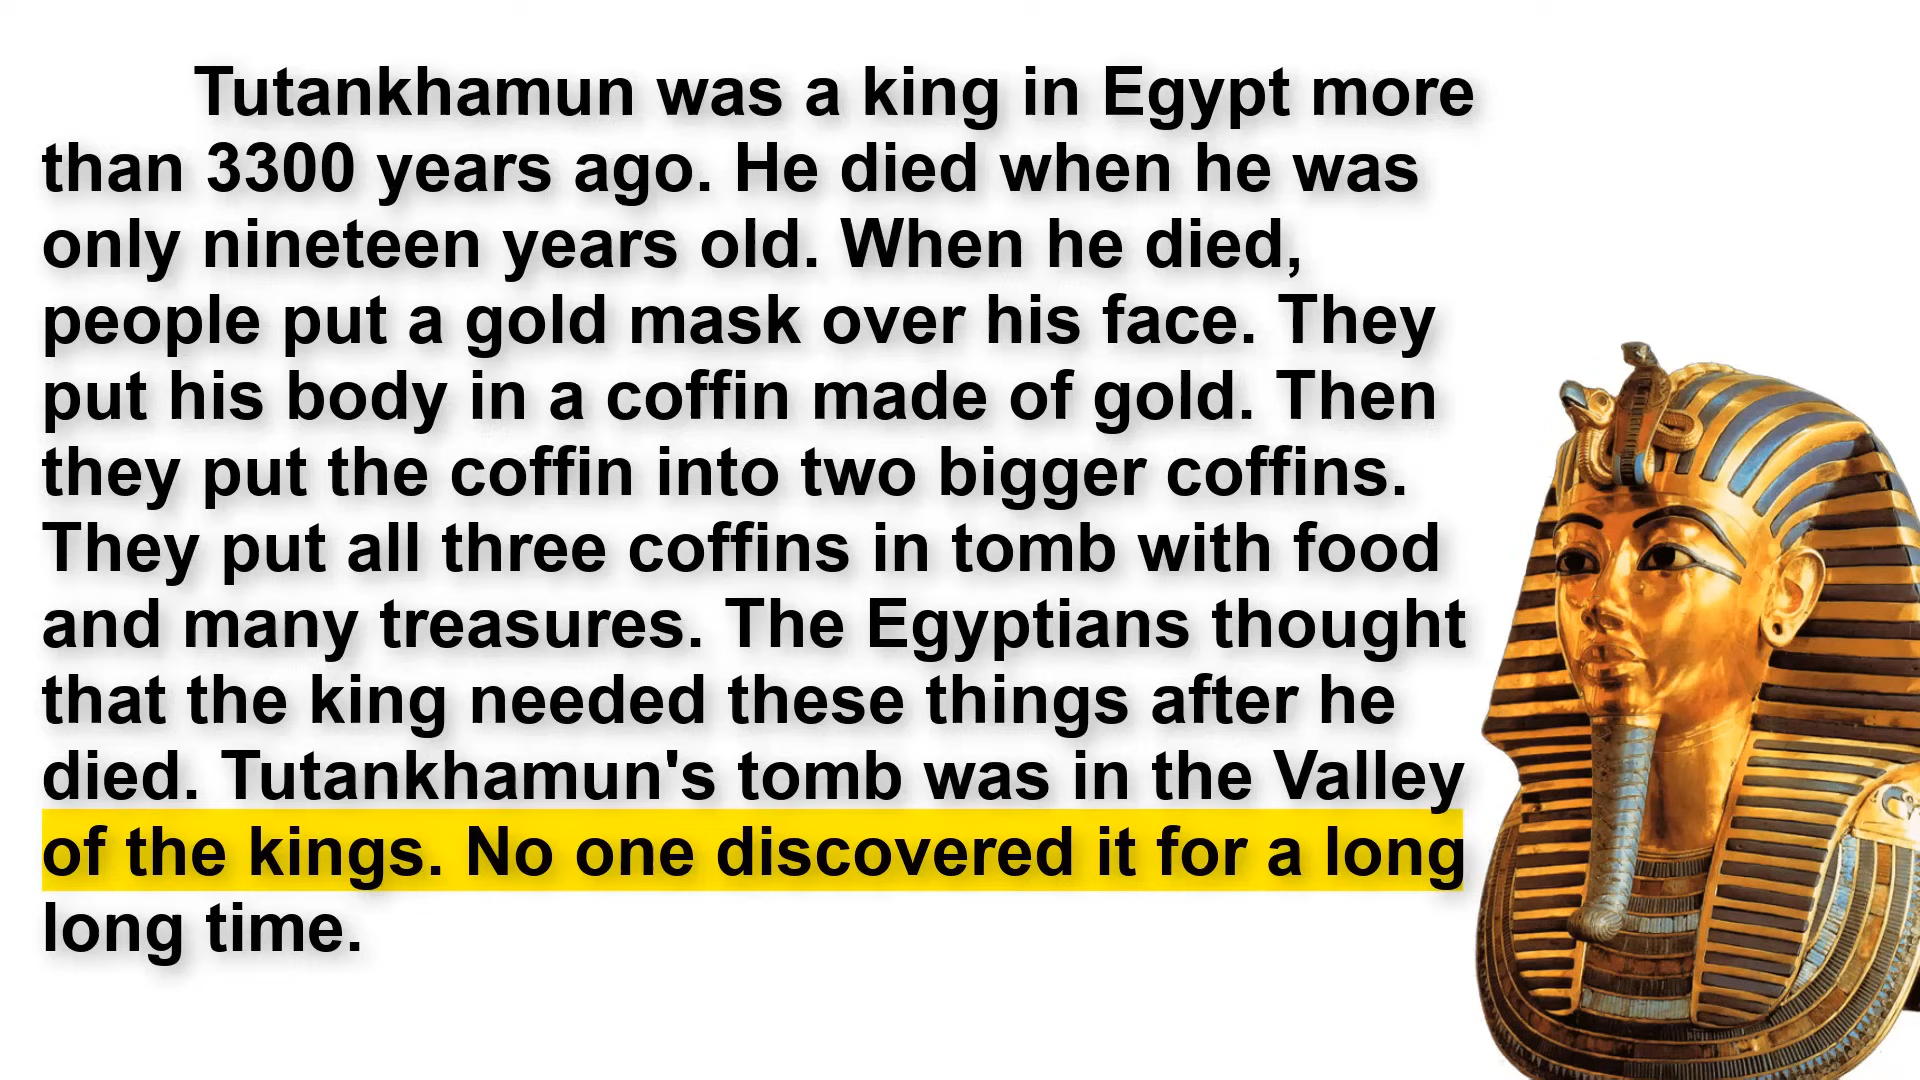 Tutankhamun was a king in Egypt more
than 3300 years ago. He died when he was
only nineteen years old. When he died,
people put a gold mask over his face. They
put his body in a coffin made of gold. Then
they put the coffin into two bigger coffins.
They put all three coffins in tomb with food
and many treasures. The Egyptians thought
that the king needed these things after he
died. Tutankhamun's tomb was in the Valley
of the kings. No one discovered it for a long
long time.